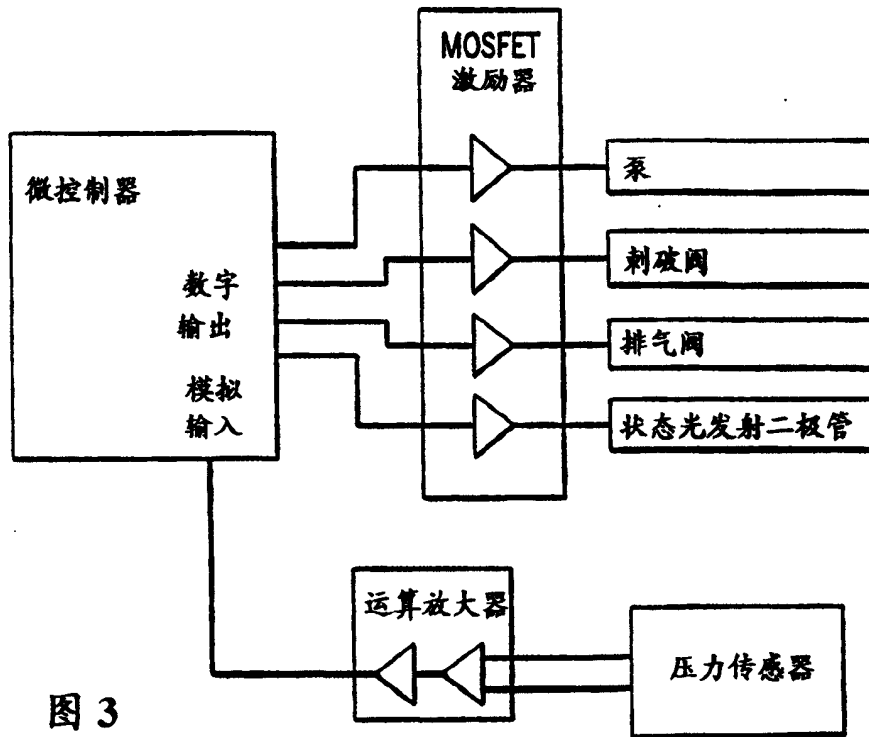 MOSFET
激励器
微控制器
数字
输出
模拟
输入
泵
刺破阀
排气阀
状态光发射二极管
运算放大器
压力传感器
图 3